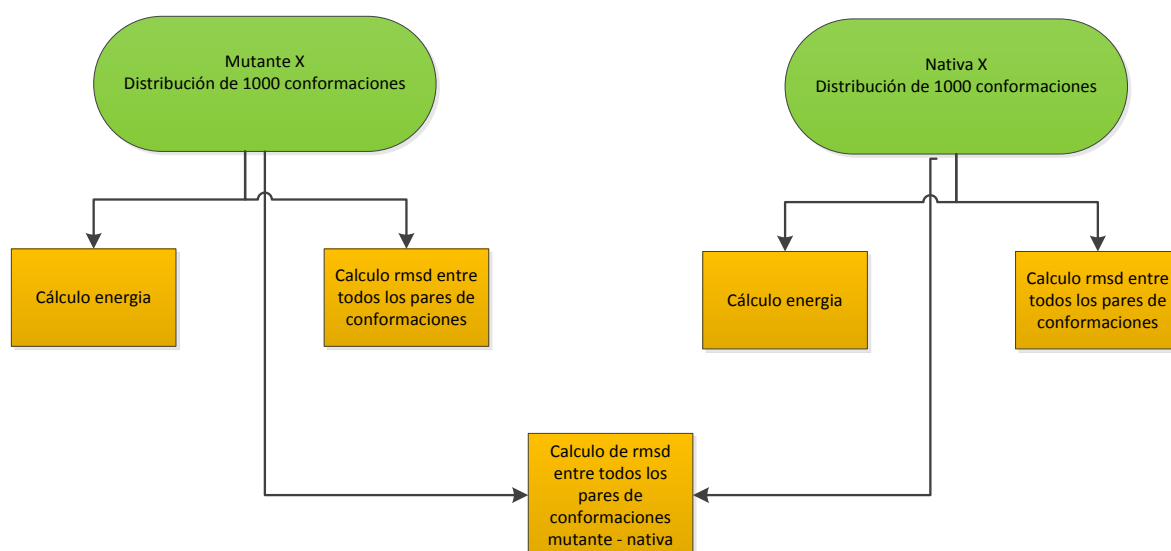 Mutante X
Distribución de 1000 conformaciones
Nativa X
Distribución de 1000 conformaciones
Cálculo energia
Calculo rmsd entre
todos los pares de
conformaciones
Cálculo energia
Calculo rmsd entre
todos los pares de
conformaciones
Calculo de rmsd
entre todos los
pares de
conformaciones
mutante - nativa